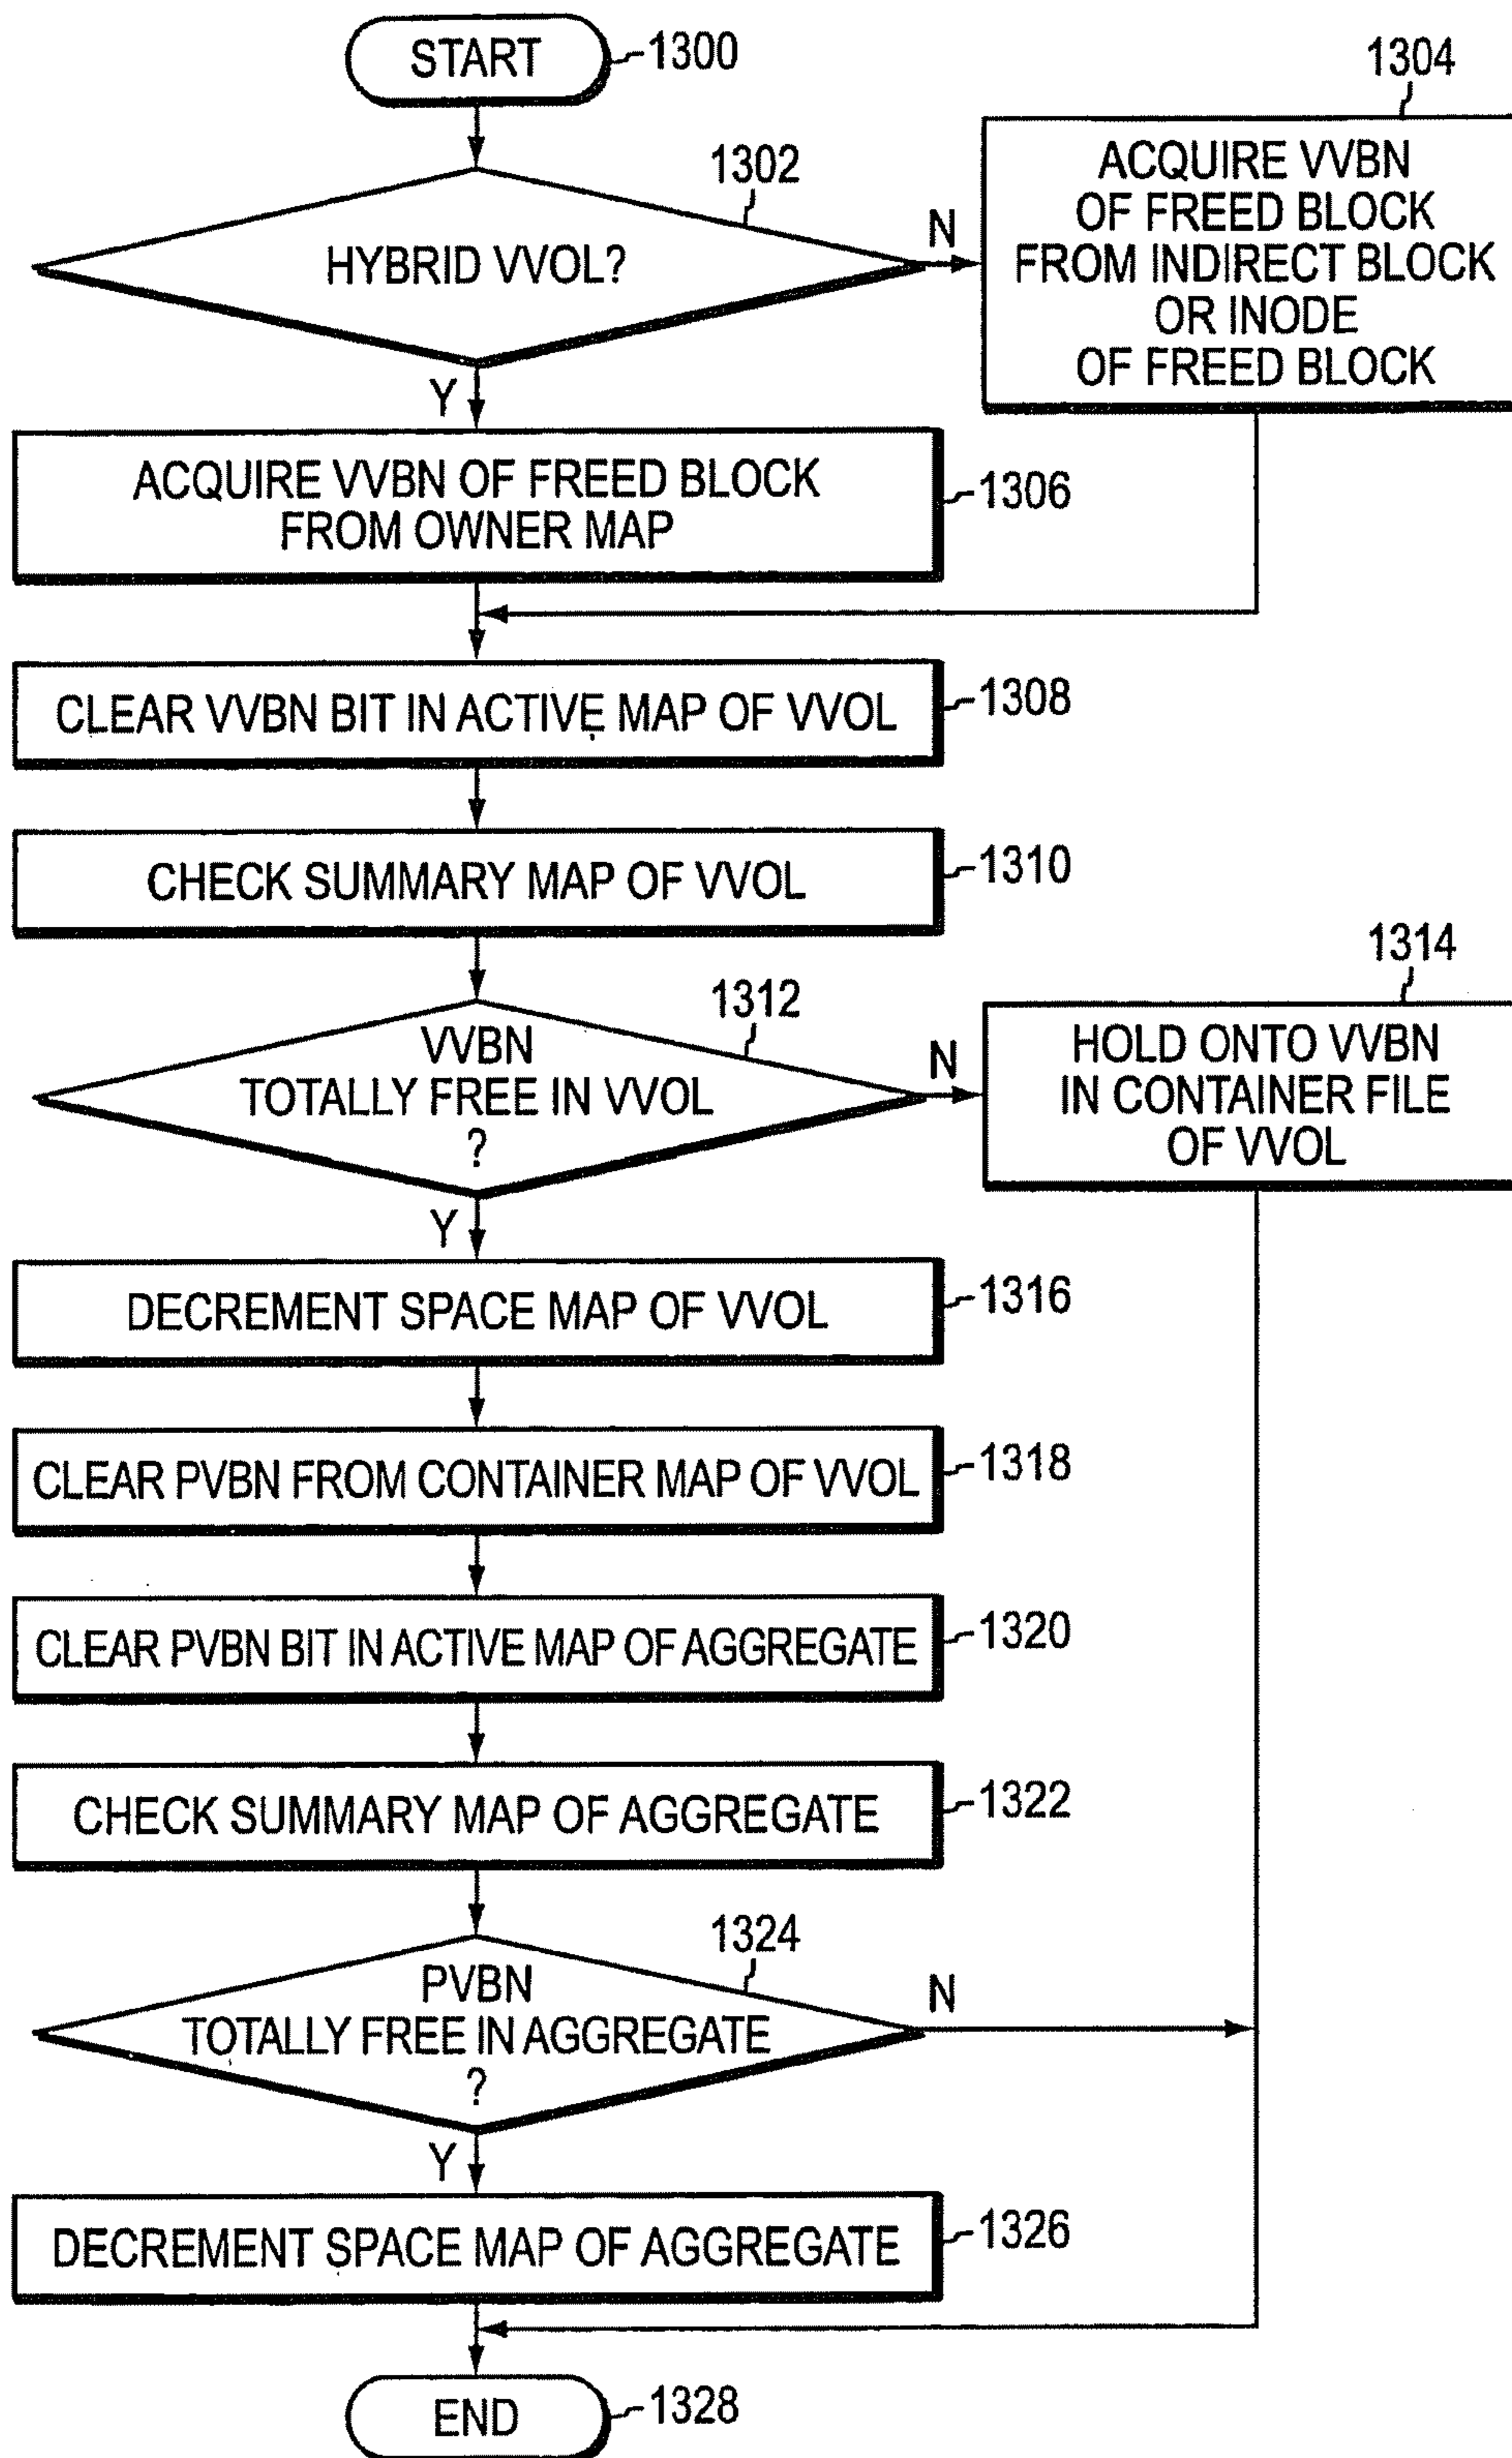 START
1300
1302
HYBRID VVOL?
N
Y
1304
ACQUIRE VVBN
OF FREED BLOCK
FROM INDIRECT BLOCK
OR INODE
OF FREED BLOCK
ACQUIRE VVBN OF FREED BLOCK
FROM OWNER MAP
1306
CLEAR VVBN BIT IN ACTIVE MAP OF VVOL
1308
CHECK SUMMARY MAP OF VVOL
1310
1312
VVBN
TOTALLY FREE IN VVOL
?
N
Y
1314
HOLD ONTO VVBN
IN CONTAINER FILE
OF VVOL
DECREMENT SPACE MAP OF VVOL
1316
CLEAR PVBN FROM CONTAINER MAP OF VVOL
1318
CLEAR PVBN BIT IN ACTIVE MAP OF AGGREGATE
1320
CHECK SUMMARY MAP OF AGGREGATE
1322
1324
PVBN
TOTALLY FREE IN AGGREGATE
?
N
Y
DECREMENT SPACE MAP OF AGGREGATE
1326
END
1328